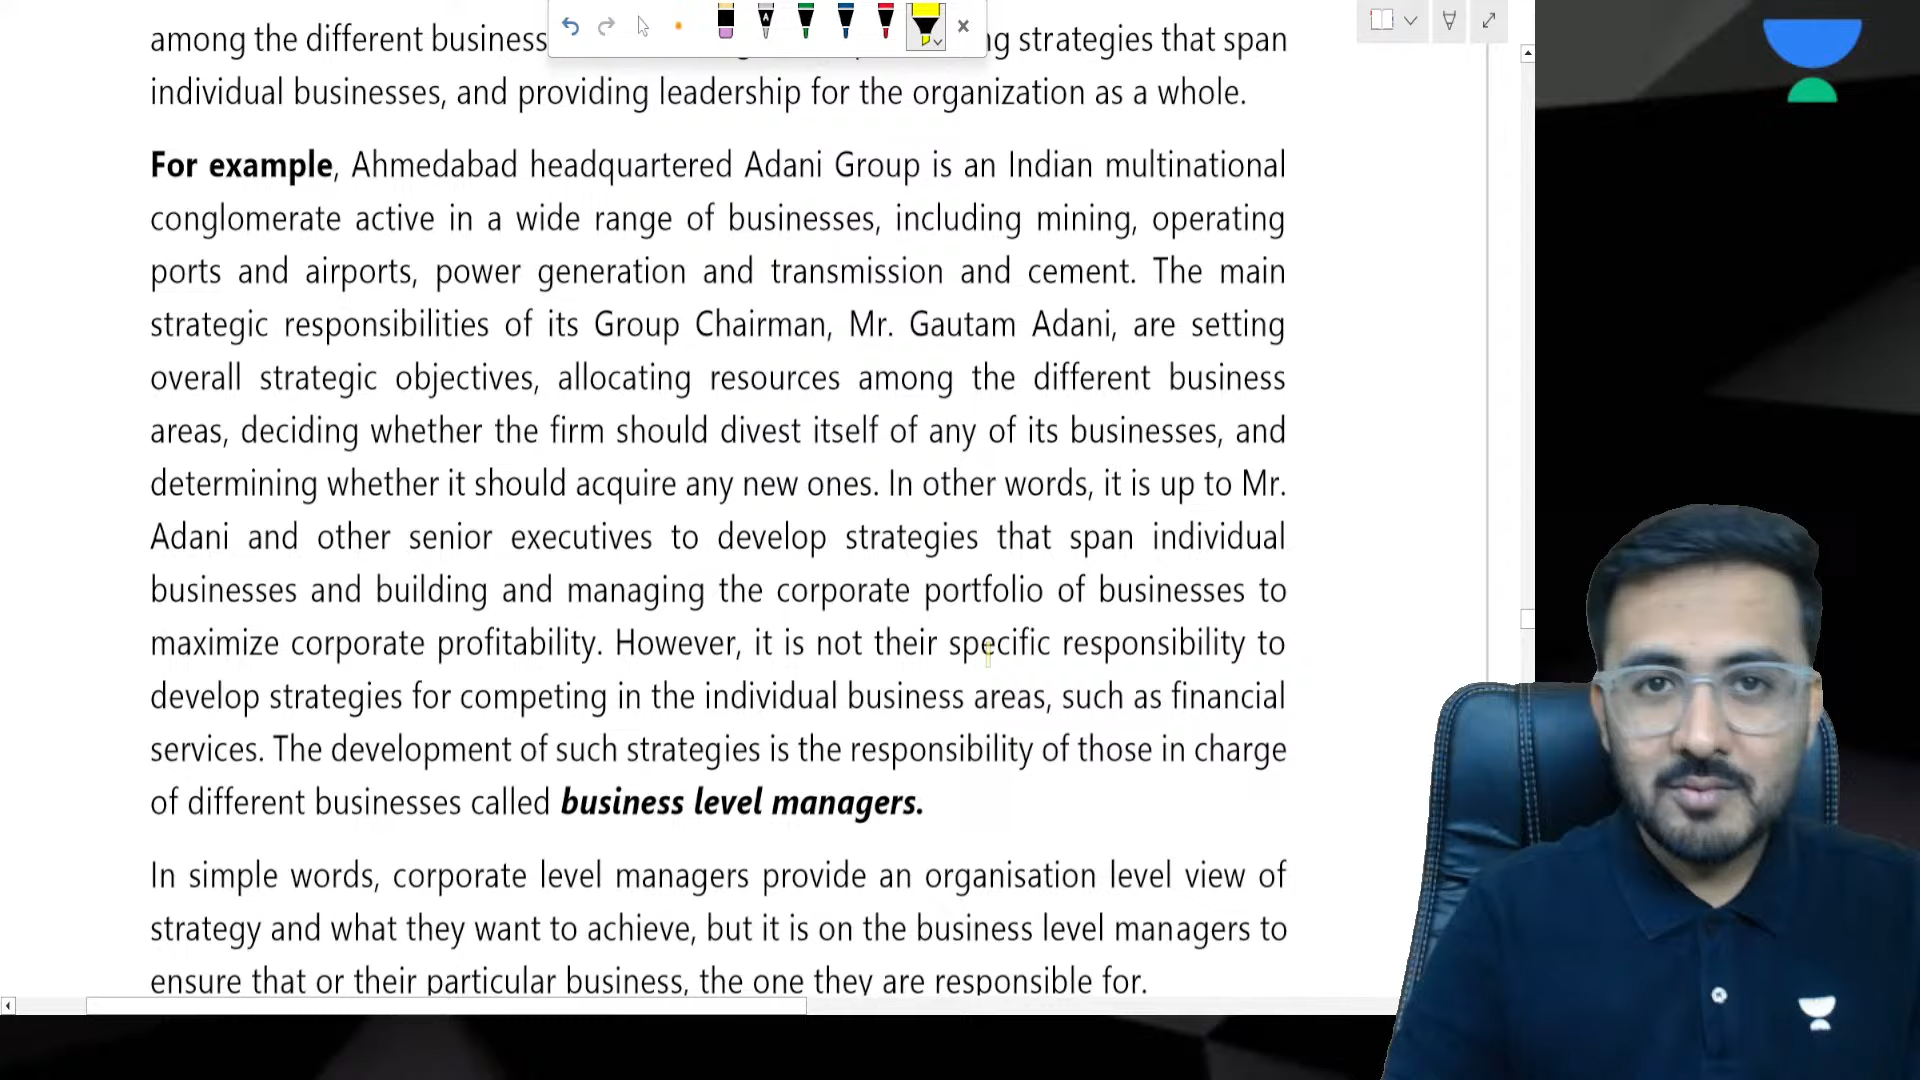 among the different business
g strategies that span
individual businesses, and providing leadership for the organization as a whole.
For example, Ahmedabad headquartered Adani Group is an Indian multinational
conglomerate active in a wide range of businesses, including mining, operating
ports and airports, power generation and transmission and cement. The main
strategic responsibilities of its Group Chairman, Mr. Gautam Adani, are setting
overall strategic objectives, allocating resources among the different business
areas, deciding whether the firm should divest itself of any of its businesses, and
determining whether it should acquire any new ones. In other words, it is up to Mr.
Adani and other senior executives to develop strategies that span individual
businesses and building and managing the corporate portfolio of businesses to
maximize corporate profitability. However, it is not their specific responsibility to
develop strategies for competing in the individual business areas, such as financial
services. The development of such strategies is the responsibility of those in charge
of different businesses called business level managers.
In simple words, corporate level managers provide an organisation level view of
strategy and what they want to achieve, but it is on the business level managers to
ensure that or their particular business, the one they are responsible for.